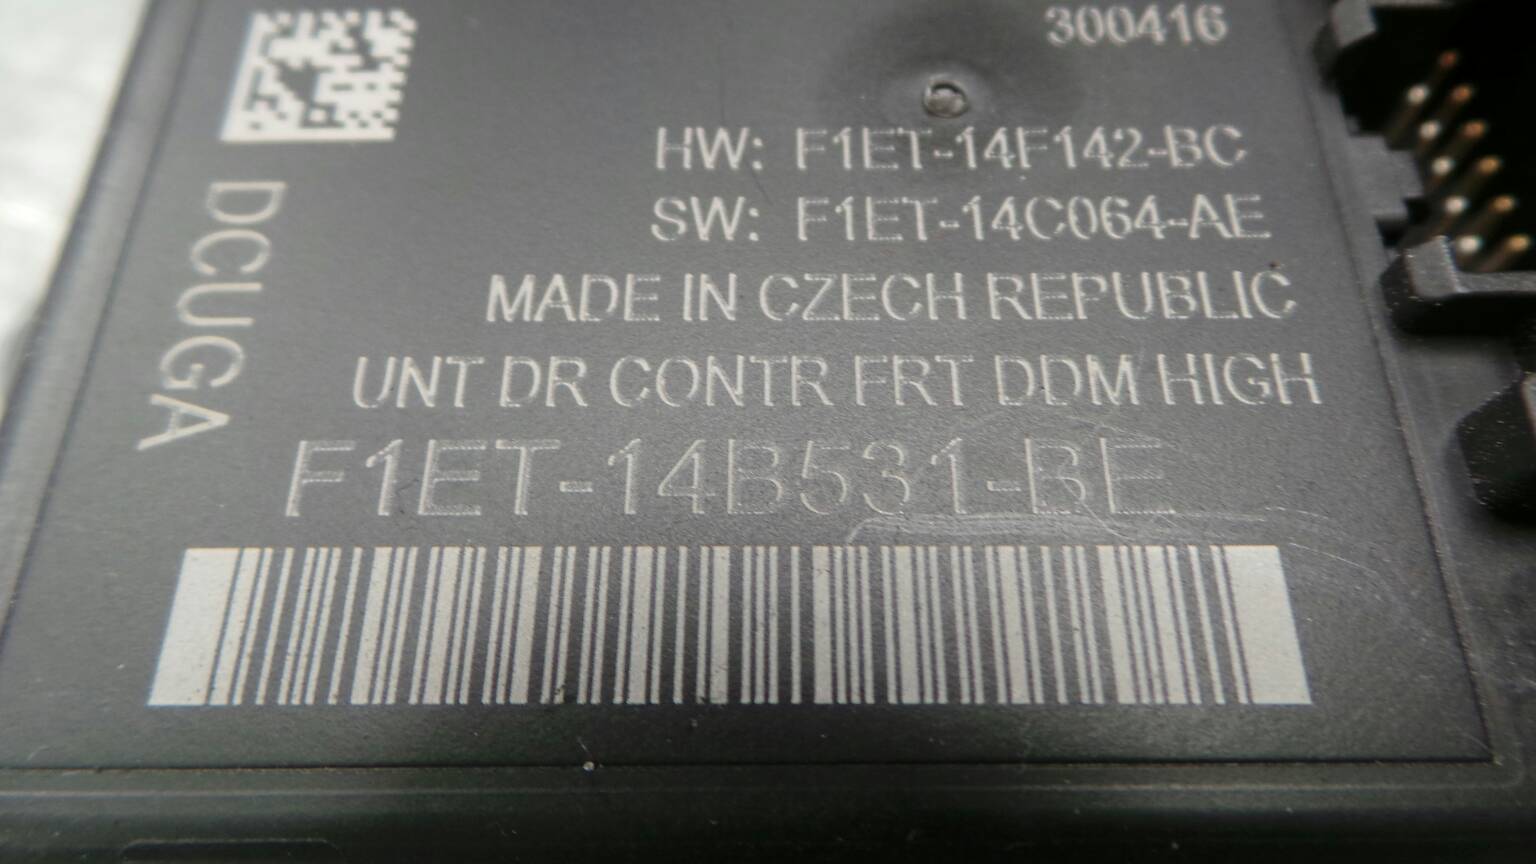 300416
HW: F1ET-14F142-BC
SW: F1ET-14C064-AE
MADE IN CZECH REPUBLIC
UNT DR CONTR FRT DDM HIGH
F1ET-14B531-BE
DCUGA